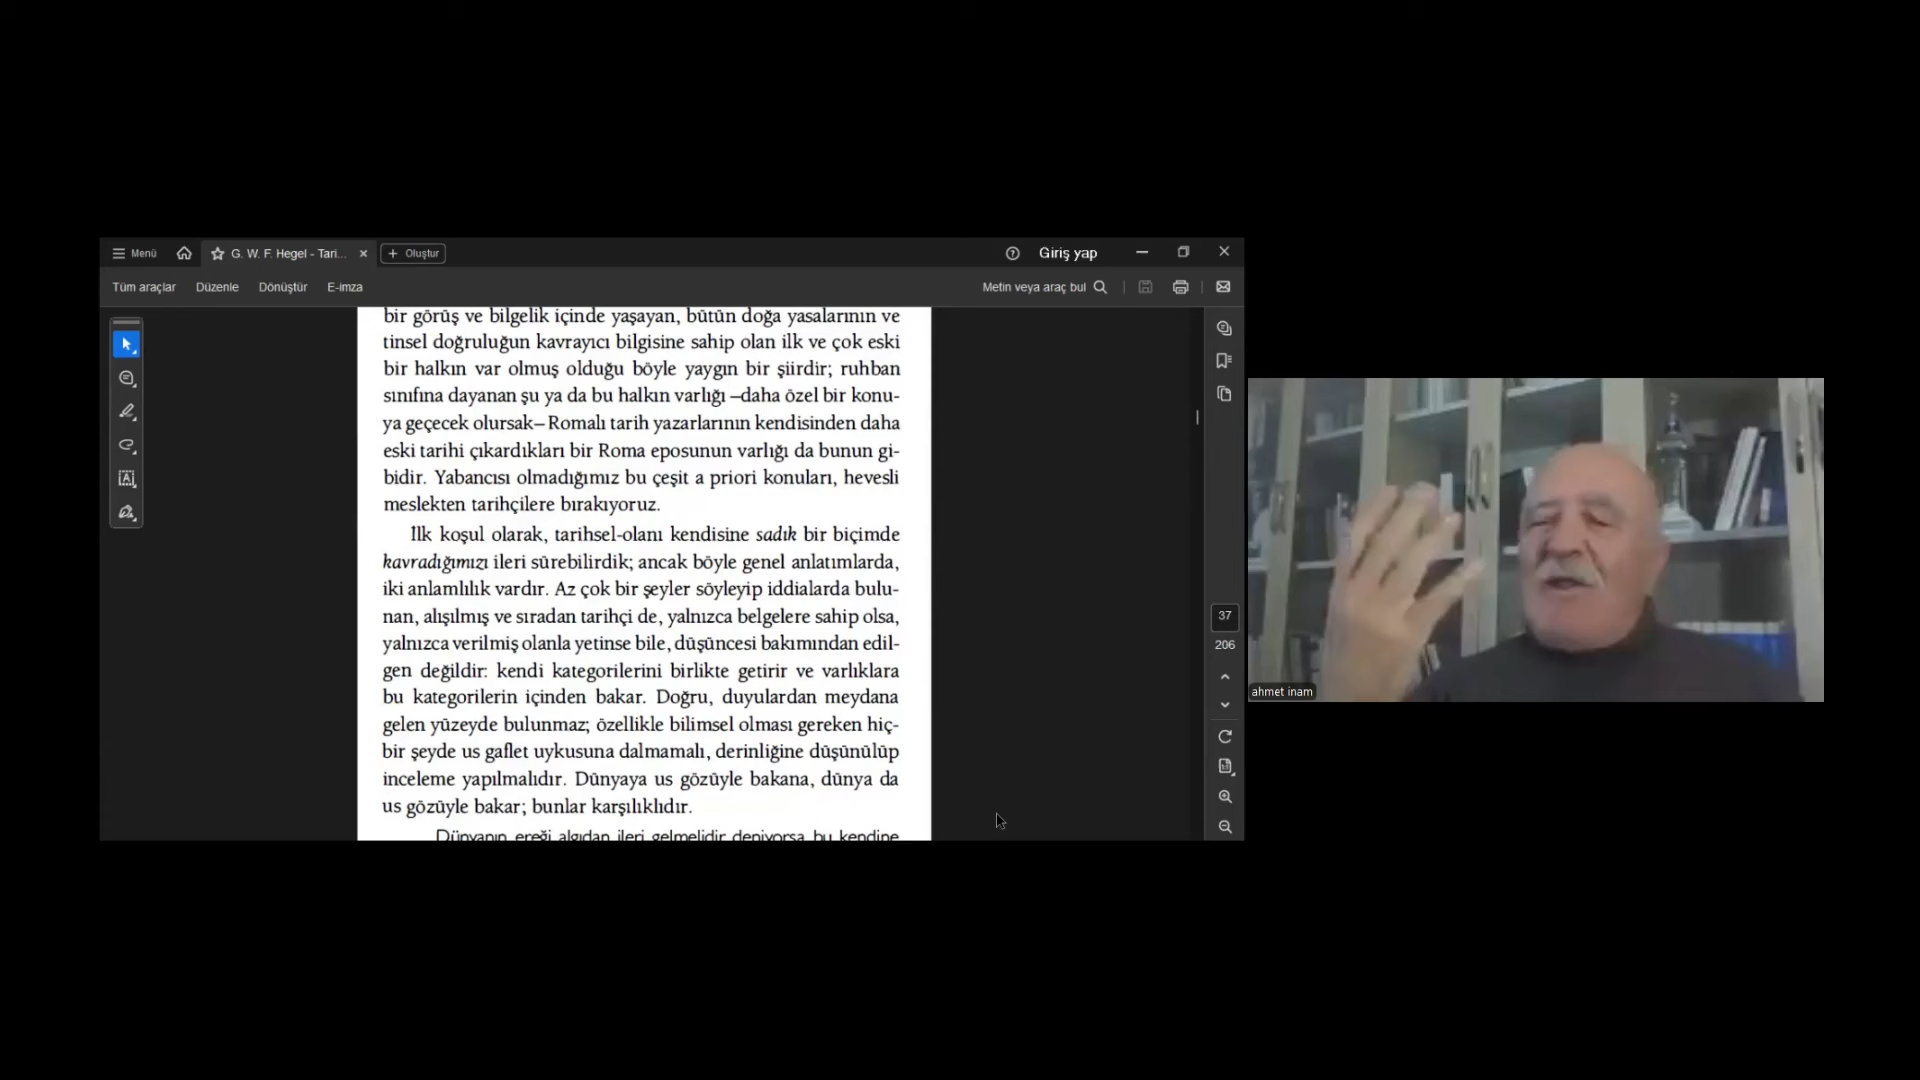 Menü
G. W. F. Hegel - Tari...
Oluştur
Giriş yap
Tüm araçlar
Düzenle
Dönüştür
E-imza
Metin veya araç bul
bir görüş ve bilgelik içinde yaşayan, bütün doğa yasalarının ve
tinsel doğruluğun kavrayıcı bilgisine sahip olan ilk ve çok eski
bir halkın var olmuş olduğu böyle yaygın bir şiirdir; ruhban
sınıfına dayanan şu ya da bu halkın varlığı –daha özel bir konu-
ya geçecek olursak– Romalı tarih yazarlarının kendisinden daha
eski tarihi çıkardıkları bir Roma eposunun varlığı da bunun gi-
bidir. Yabancısı olmadığımız bu çeşit a priori konuları, hevesli
meslekten tarihçilere bırakıyoruz.
İlk koşul olarak, tarihsel-olanı kendisine sadık bir biçimde
kavradığımızı ileri sürebilirdik; ancak böyle genel anlatımlarda,
iki anlamlılık vardır. Az çok bir şeyler söyleyip iddialarda bulu-
nan, alışılmış ve sıradan tarihçi de, yalnızca belgelere sahip olsa,
yalnızca verilmiş olanla yetinse bile, düşüncesi bakımından edil-
gen değildir: kendi kategorilerini birlikte getirir ve varlıklara
bu kategorilerin içinden bakar. Doğru, duyulardan meydana
gelen yüzeyde bulunmaz; özellikle bilimsel olması gereken hiç-
bir şeyde us gaflet uykusuna dalmamalı, derinliğine düşünülüp
inceleme yapılmalıdır. Dünyaya us gözüyle bakana, dünya da
us gözüyle bakar; bunlar karşılıklıdır.
Dünyanın ereği algıdan ileri gelmelidir deniyorsa bu kendine
37
206
ahmet inam